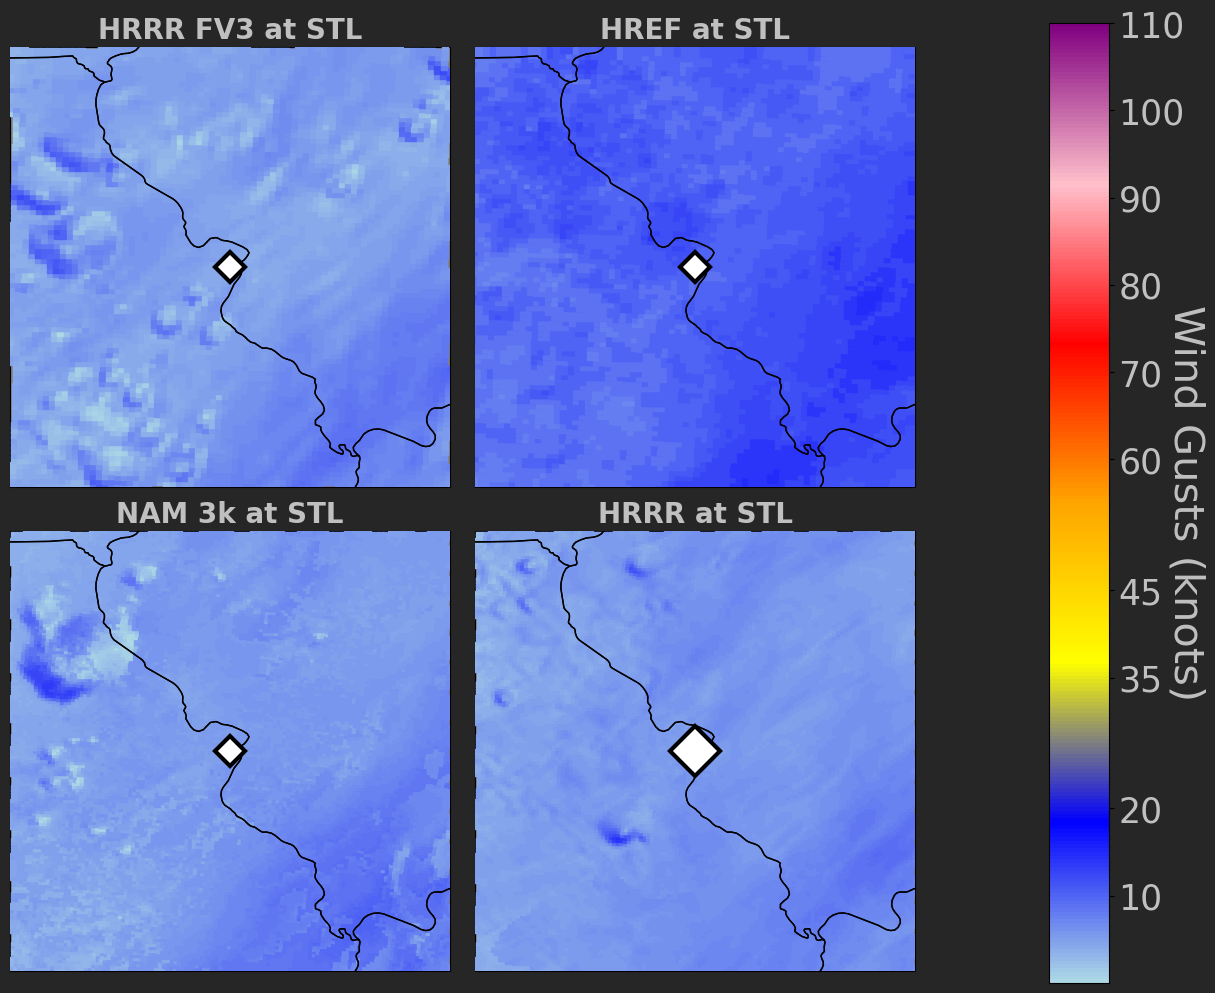 HRRR FV3 at STL
HREF at STL
NAM 3k at STL
HRRR at STL
110
100
90
80
70
60
45
35
20
10
Wind Gusts (knots)